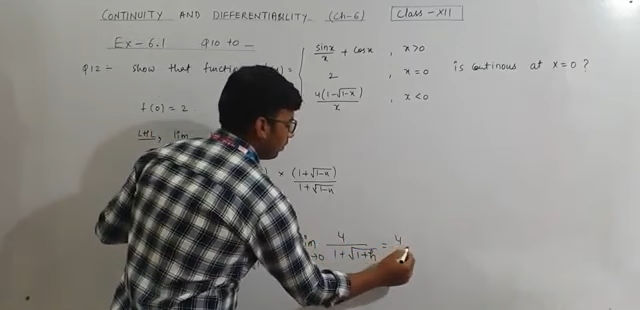 CONTINUITY AND DIFFERENTIABILITY (Ch-6) Class-XII
Ex-6.1 Q10 to
Q12:- Show that function = { sinx/x + cosx , x>0
2 , x=0
4(1-√1-x)/x , x<0
is continous at x=0?
f(0) = 2
LHL, lim
× (1+√1-x)/(1+√1-x)
4/(1+√1+h) = 4